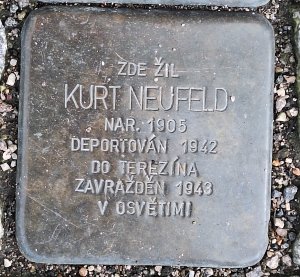 ZDE ŽIL
KURT NEUFELD
NAR. 1905
DEPORTOVÁN 1942
DO TEREZÍNA
ZAVRAŽDĚN 1943
V OSVĚTIMI